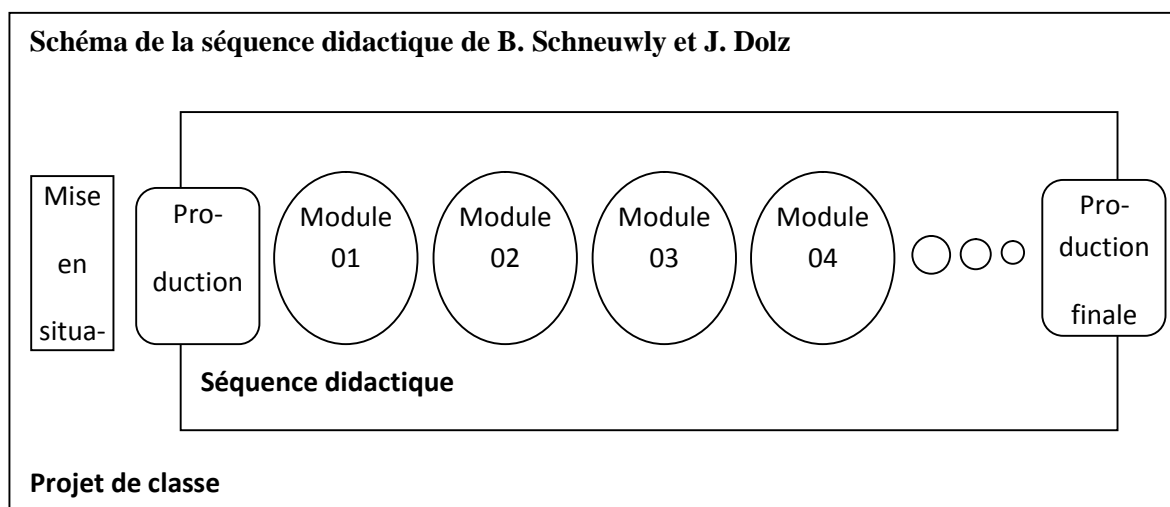 Schéma de la séquence didactique de B. Schneuwly et J. Dolz
Mise
en
situa-
Pro-
duction
Module
01
Module
02
Module
03
Module
04
Pro-
duction
finale
Séquence didactique
Projet de classe